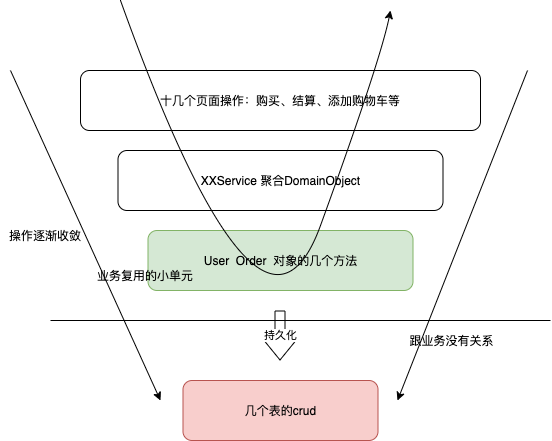 十几个页面操作：购买、结算、添加购物车等
XXService 聚合DomainObject
操作逐渐收敛
User Order 对象的几个方法
业务复用的小单元
持久化
跟业务没有关系
几个表的crud